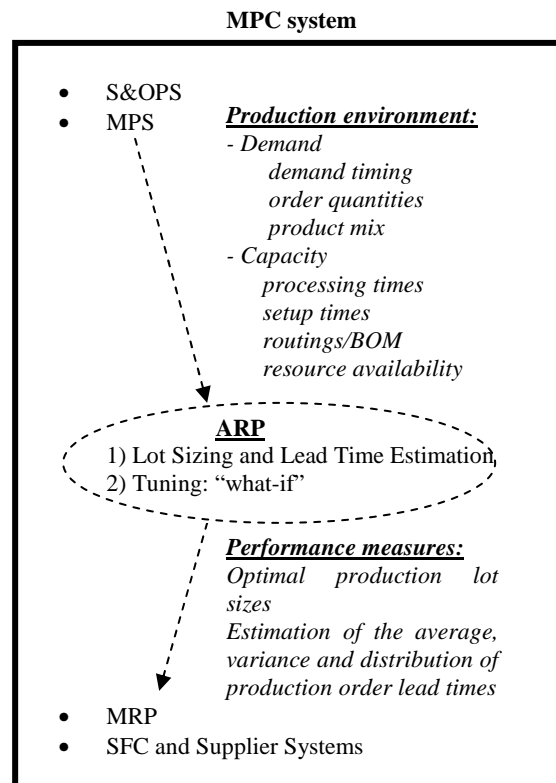 MPC system
• S&OPS
• MPS
Production environment:
- Demand
demand timing
order quantities
product mix
- Capacity
processing times
setup times
routings/BOM
resource availability
ARP
1) Lot Sizing and Lead Time Estimation
2) Tuning: “what-if”
Performance measures:
Optimal production lot
sizes
Estimation of the average,
variance and distribution of
production order lead times
• MRP
• SFC and Supplier Systems